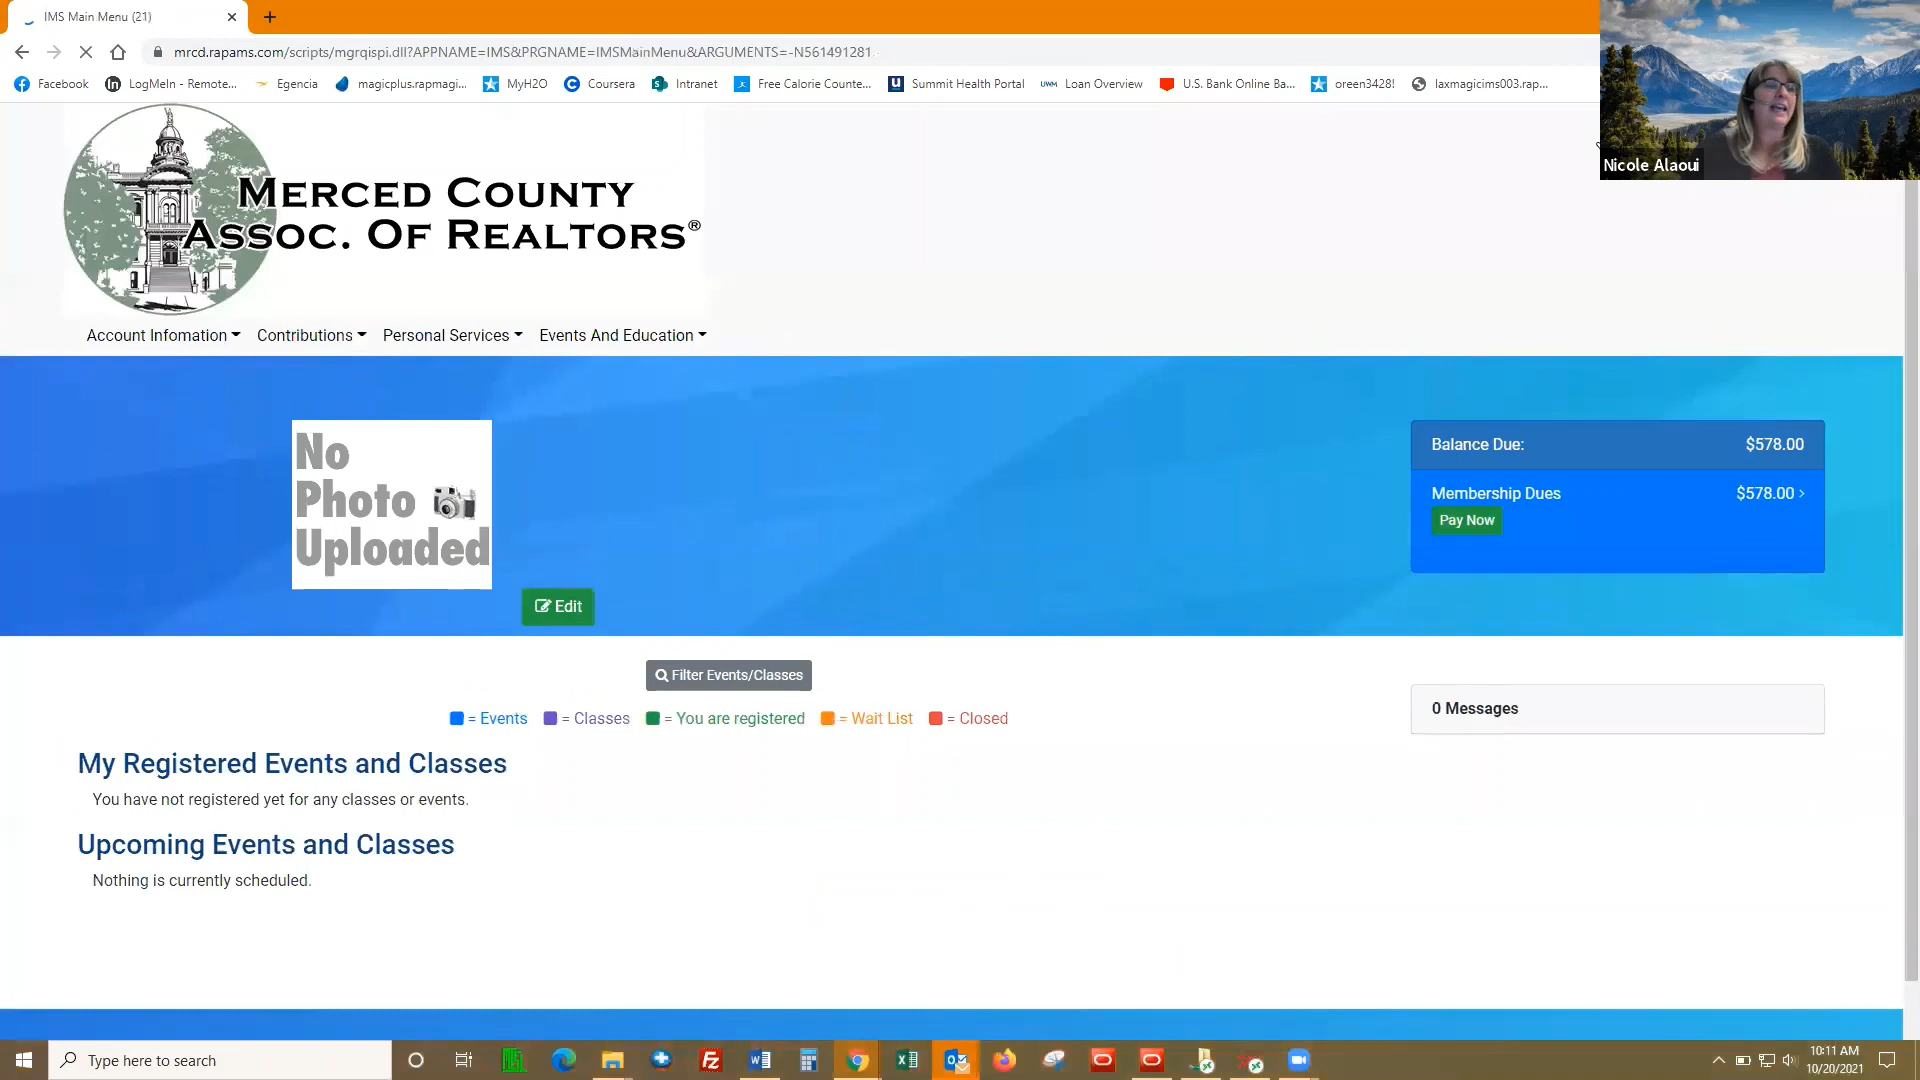 IMS Main Menu (21)
mrcd.rapams.com/scripts/mgrqispi.dll?APPNAME=IMS&PRGNAME=IMSMainMenu&ARGUMENTS=-N561491281
Facebook LogMeIn - Remote... Egencia magicplus.rapmagi... MyH2O Coursera Intranet Free Calorie Counte... Summit Health Portal UWM Loan Overview U.S. Bank Online Ba... oreen3428! laxmagicims003.rap...
Nicole Alaoui
MERCED COUNTY
ASSOC. OF REALTORS®
Account Infomation Contributions Personal Services Events And Education
No
Photo
Uploaded
Edit
Balance Due: $578.00
Membership Dues $578.00 >
Pay Now
Filter Events/Classes
= Events = Classes = You are registered = Wait List = Closed
0 Messages
My Registered Events and Classes
You have not registered yet for any classes or events.
Upcoming Events and Classes
Nothing is currently scheduled.
Type here to search
10:11 AM
10/20/2021